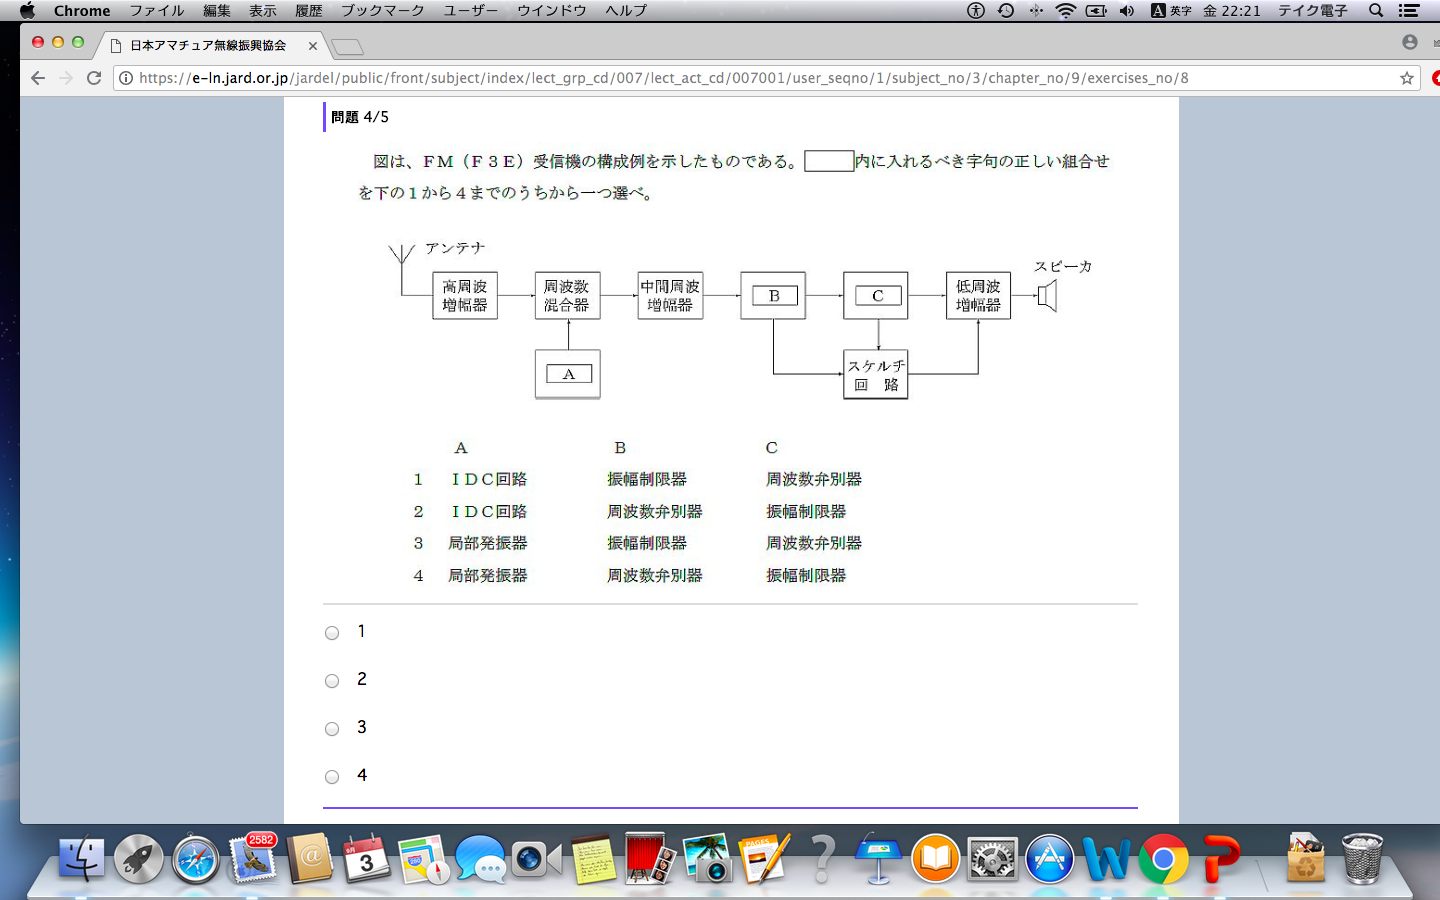 Chrome ファイル 編集 表示 履歴 ブックマーク ユーザー ウインドウ ヘルプ A 英字 金 22:21 テイク電子
日本アマチュア無線振興協会
https://e-ln.jard.or.jp/jardel/public/front/subject/index/lect_grp_cd/007/lect_act_cd/007001/user_seqno/1/subject_no/3/chapter_no/9/exercises_no/8
問題 4/5
図は、ＦＭ（Ｆ３Ｅ）受信機の構成例を示したものである。内に入れるべき字句の正しい組合せ
を下の１から４までのうちから一つ選べ。
アンテナ
スピーカ
高周波 増幅器
周波数 混合器
中間周波 増幅器
B
C
低周波 増幅器
A
スケルチ 回 路
A B C
1 ＩＤＣ回路 振幅制限器 周波数弁別器
2 ＩＤＣ回路 周波数弁別器 振幅制限器
3 局部発振器 振幅制限器 周波数弁別器
4 局部発振器 周波数弁別器 振幅制限器
1
2
3
4
2582
3
280
PAGES